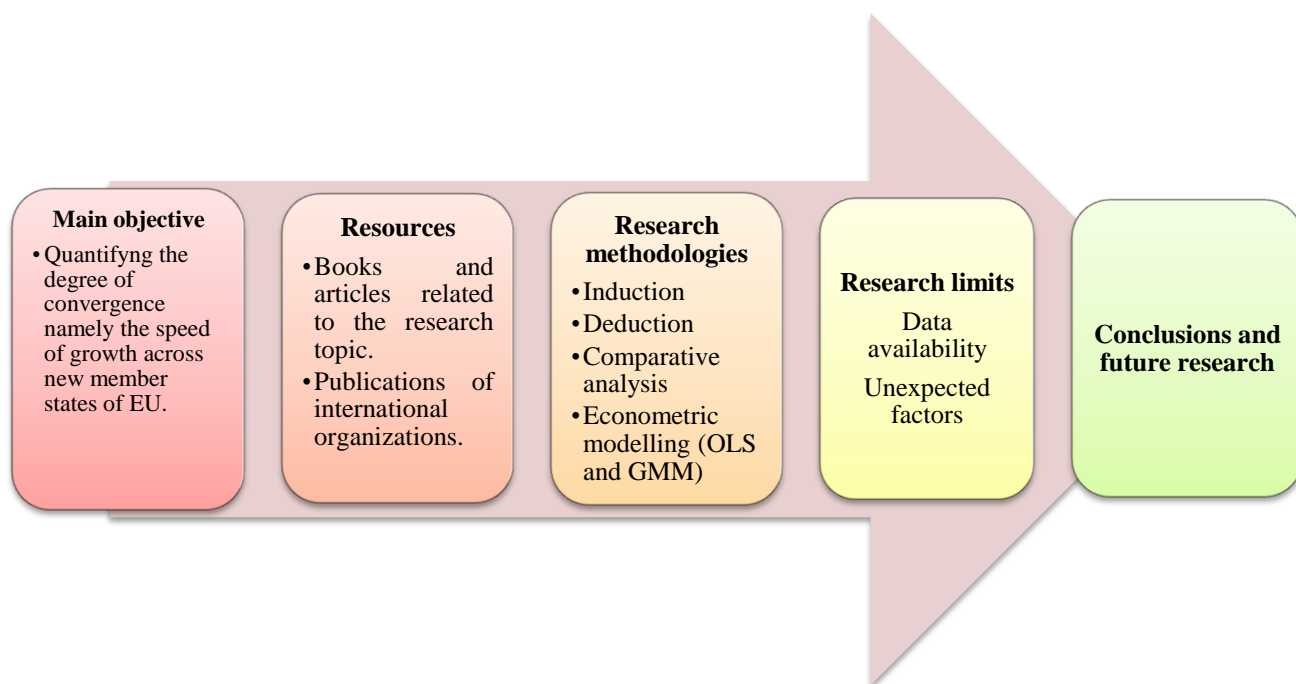 Main objective
•Quantifyng the
degree of
convergence
namely the speed
of growth across
new member
states of EU.
Resources
•Books and
articles related
to the research
topic.
•Publications of
international
organizations.
Research
methodologies
•Induction
•Deduction
•Comparative
analysis
•Econometric
modelling (OLS
and GMM)
Research limits
Data
availability
Unexpected
factors
Conclusions and
future research